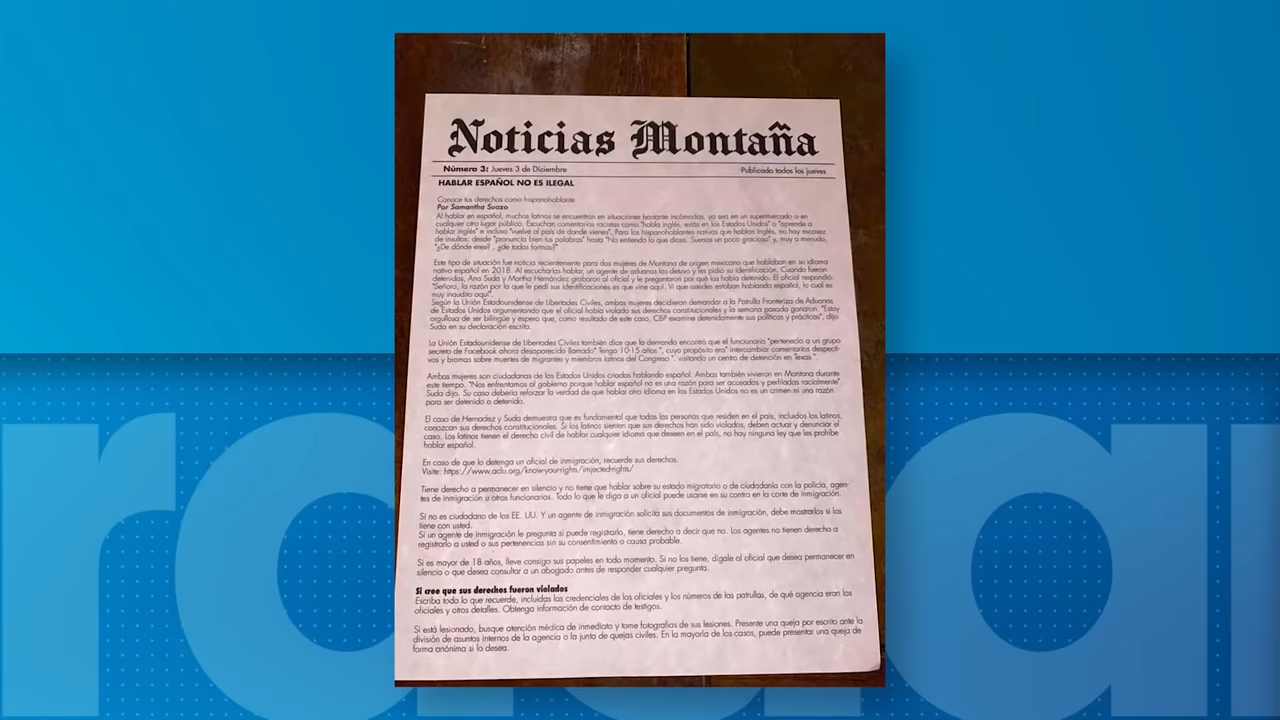 Noticias Montaña
Número 3: Jueves 3 de Diciembre
Publicado todos los jueves
HABLAR ESPAÑOL NO ES ILEGAL
Conoce tus derechos como hispanohablante
Por Samantha Suazo
Al hablar en español, muchos latinos se encuentran en situaciones bastante incómodas, ya sea en un supermercado o en
cualquier otro lugar público. Escuchan comentarios racistas como "habla inglés, estás en los Estados Unidos" o "aprende a
hablar inglés" e incluso "vuelve al país de donde vienes". Para los hispanohablantes nativos que hablan inglés, no hay escasez
de insultos: desde "pronuncia bien tus palabras" hasta "No entiendo lo que dices. Suenas un poco gracioso" y, muy a menudo,
"¿De dónde eres? , ¿de todas formas?"
Este tipo de situación fue noticia recientemente para dos mujeres de Montana de origen mexicano que hablaban en su idioma
nativo español en 2018. Al escucharlas hablar, un agente de aduanas las detuvo y les pidió su identificación. Cuando fueron
detenidas, Ana Suda y Martha Hernández grabaron al oficial y le preguntaron por qué las había detenido. El oficial respondió:
"Señora, la razón por la que le pedí sus identificaciones es que vine aquí. Vi que ustedes estaban hablando español, lo cual es
muy inaudito aquí".
Según la Unión Estadounidense de Libertades Civiles, ambas mujeres decidieron demandar a la Patrulla Fronteriza de Aduanas
de Estados Unidos argumentando que el oficial había violado sus derechos constitucionales y la semana pasada ganaron. "Estoy
orgullosa de ser bilingüe y espero que, como resultado de este caso, CBP examine detenidamente sus políticas y prácticas", dijo
Suda en su declaración escrita.
La Unión Estadounidense de Libertades Civiles también dice que la demanda encontró que el funcionario "pertenecía a un grupo
secreto de Facebook ahora desaparecido llamado" Tengo 10-15 años ", cuyo propósito era" intercambiar comentarios despecti-
vos y bromas sobre muertes de migrantes y miembros latinos del Congreso ". visitando un centro de detención en Texas ".
Ambas mujeres son ciudadanas de los Estados Unidos criadas hablando español. Ambas también vivieron en Montana durante
este tiempo. "Nos enfrentamos al gobierno porque hablar español no es una razón para ser acosadas y perfiladas racialmente".
Suda dijo. Su caso debería reforzar la verdad de que hablar otro idioma en los Estados Unidos no es un crimen ni una razón
para ser detenida o detenido.
El caso de Hernadez y Suda demuestra que es fundamental que todas las personas que residen en el país, incluidos los latinos,
conozcan sus derechos constitucionales. Si los latinos sienten que sus derechos han sido violados, deben actuar y denunciar el
caso. Los latinos tienen el derecho civil de hablar cualquier idioma que deseen en el país, no hay ninguna ley que les prohíbe
hablar español.
En caso de que lo detenga un oficial de inmigración, recuerde sus derechos.
Visite: https://www.aclu.org/know-your-rights/imjected-rights/
Tiene derecho a permanecer en silencio y no tiene que hablar sobre su estado migratorio o de ciudadanía con la policía, agen-
tes de inmigración u otros funcionarios. Todo lo que le diga a un oficial puede usarse en su contra en la corte de inmigración.
Si no es ciudadano de los EE. UU. Y un agente de inmigración solicita sus documentos de inmigración, debe mostrarlos si los
tiene con usted.
Si un agente de inmigración le pregunta si puede registrarlo, tiene derecho a decir que no. Los agentes no tienen derecho a
registrarlo a usted o sus pertenencias sin su consentimiento o causa probable.
Si es mayor de 18 años, lleve consigo sus papeles en todo momento. Si no los tiene, dígale al oficial que desea permanecer en
silencio o que desea consultar a un abogado antes de responder cualquier pregunta.
Si cree que sus derechos fueron violados
Escriba todo lo que recuerde, incluidas las credenciales de los oficiales y los números de las patrullas, de qué agencia eran los
oficiales y otros detalles. Obtenga información de contacto de testigos.
Si está lesionado, busque atención médica de inmediato y tome fotografías de sus lesiones. Presente una queja por escrito ante la
división de asuntos internos de la agencia o la junta de quejas civiles. En la mayoría de los casos, puede presentar una queja de
forma anónima si lo desea.